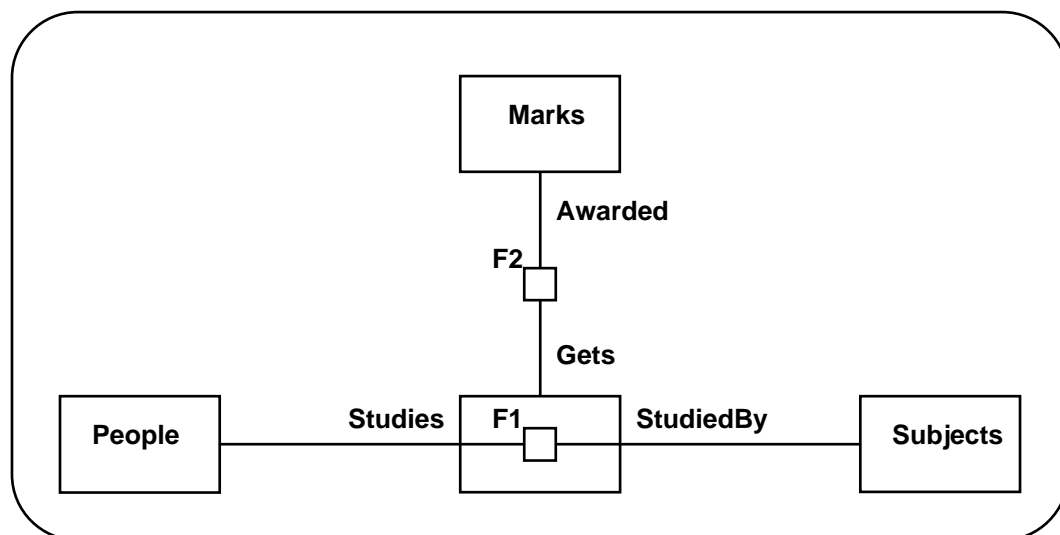 Marks
Awarded
F2
Gets
People
Studies
F1
StudiedBy
Subjects